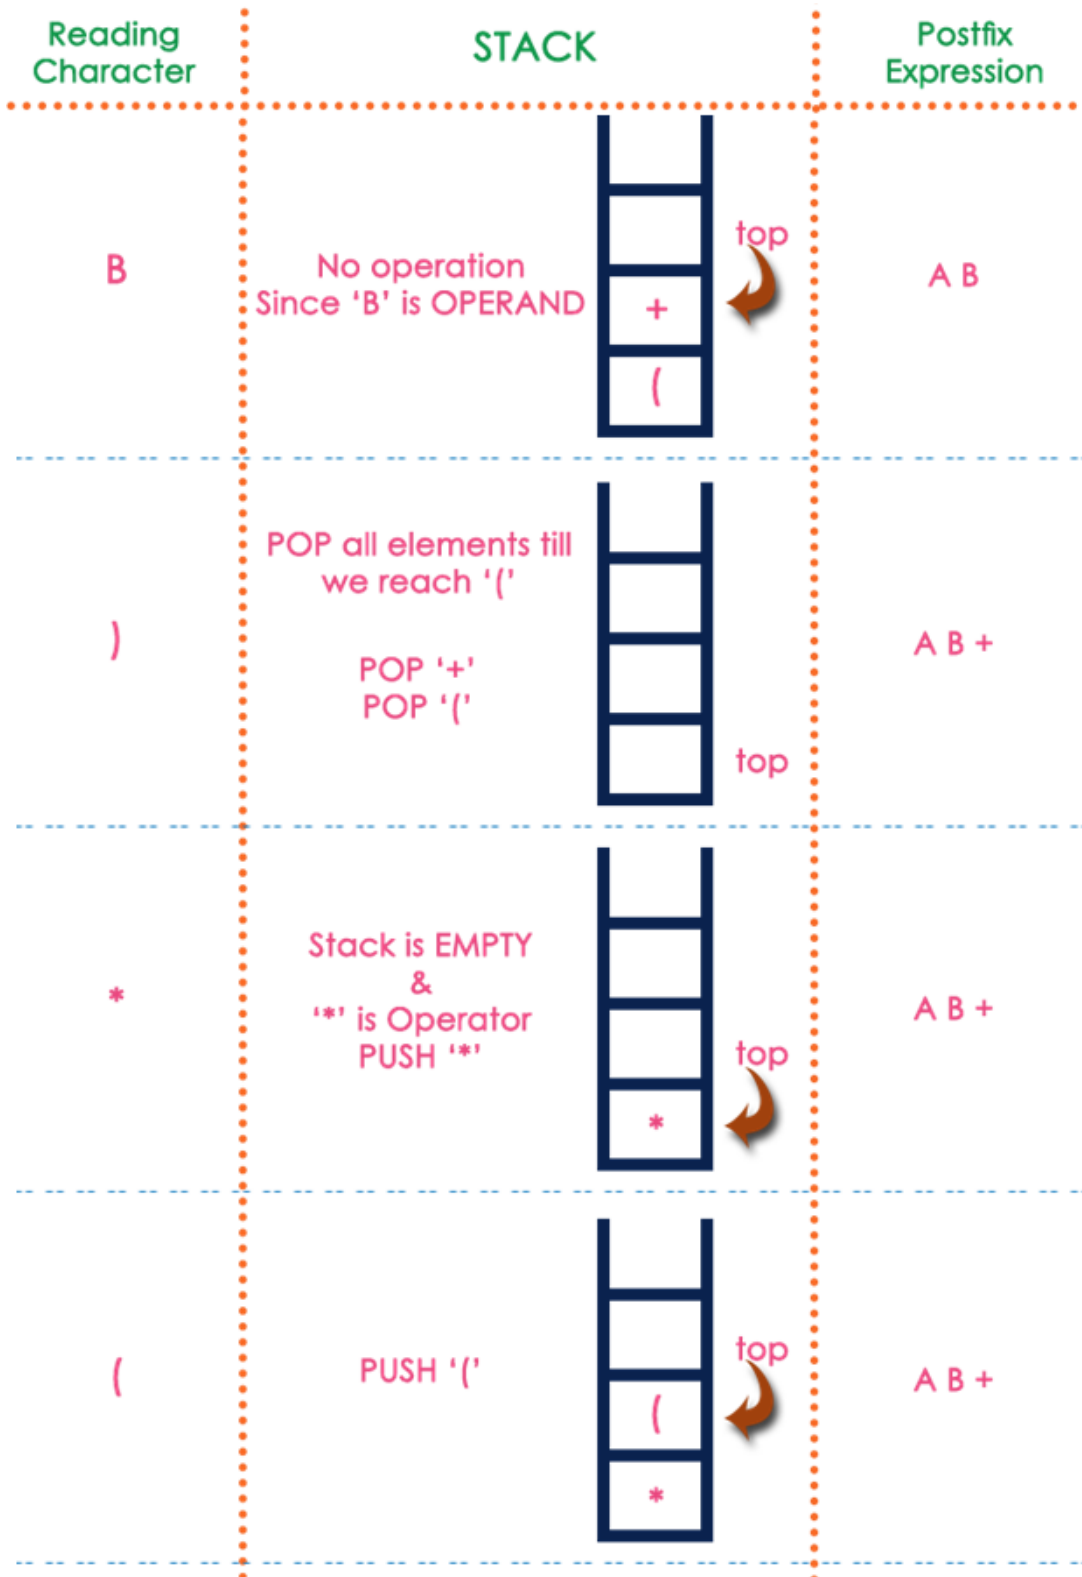 Reading
Character
STACK
Postfix
Expression
B
No operation
Since ‘B’ is OPERAND
+
(
top
A B
)
POP all elements till
we reach ‘(’
POP ‘+’
POP ‘(’
top
A B +
*
Stack is EMPTY
&
‘*’ is Operator
PUSH ‘*’
top
*
A B +
(
PUSH ‘(’
top
(
*
A B +